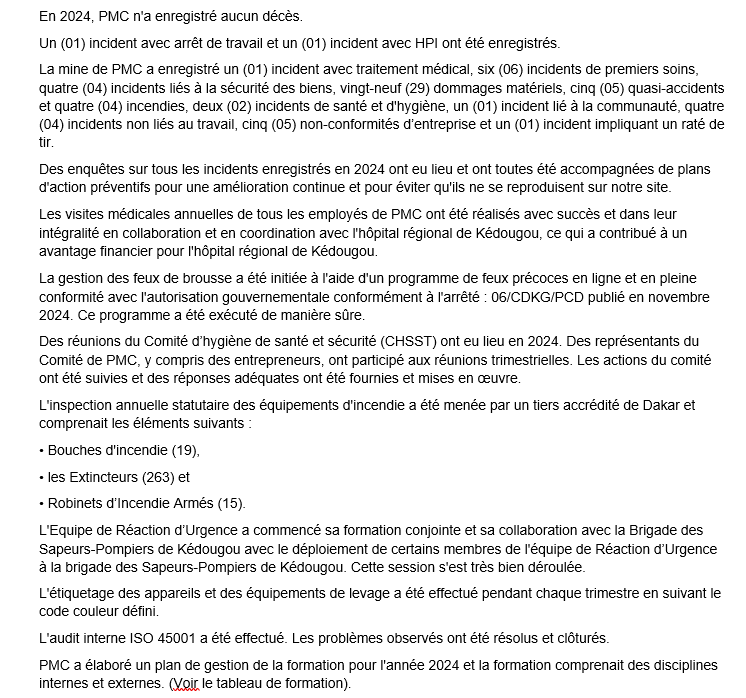 En 2024, PMC n'a enregistré aucun décès.
Un (01) incident avec arrêt de travail et un (01) incident avec HPI ont été enregistrés.
La mine de PMC a enregistré un (01) incident avec traitement médical, six (06) incidents de premiers soins,
quatre (04) incidents liés à la sécurité des biens, vingt-neuf (29) dommages matériels, cinq (05) quasi-accidents
et quatre (04) incendies, deux (02) incidents de santé et d'hygiène, un (01) incident lié à la communauté, quatre
(04) incidents non liés au travail, cinq (05) non-conformités d'entreprise et un (01) incident impliquant un raté de
tir.
Des enquêtes sur tous les incidents enregistrés en 2024 ont eu lieu et ont toutes été accompagnées de plans
d'action préventifs pour une amélioration continue et pour éviter qu'ils ne se reproduisent sur notre site.
Les visites médicales annuelles de tous les employés de PMC ont été réalisés avec succès et dans leur
intégralité en collaboration et en coordination avec l'hôpital régional de Kédougou, ce qui a contribué à un
avantage financier pour l'hôpital régional de Kédougou.
La gestion des feux de brousse a été initiée à l'aide d'un programme de feux précoces en ligne et en pleine
conformité avec l'autorisation gouvernementale conformément à l'arrêté : 06/CDKG/PCD publié en novembre
2024. Ce programme a été exécuté de manière sûre.
Des réunions du Comité d'hygiène de santé et sécurité (CHSST) ont eu lieu en 2024. Des représentants du
Comité de PMC, y compris des entrepreneurs, ont participé aux réunions trimestrielles. Les actions du comité
ont été suivies et des réponses adéquates ont été fournies et mises en œuvre.
L'inspection annuelle statutaire des équipements d'incendie a été menée par un tiers accrédité de Dakar et
comprenait les éléments suivants :
• Bouches d'incendie (19),
• les Extincteurs (263) et
• Robinets d'Incendie Armés (15).
L'Equipe de Réaction d'Urgence a commencé sa formation conjointe et sa collaboration avec la Brigade des
Sapeurs-Pompiers de Kédougou avec le déploiement de certains membres de l'équipe de Réaction d'Urgence
à la brigade des Sapeurs-Pompiers de Kédougou. Cette session s'est très bien déroulée.
L'étiquetage des appareils et des équipements de levage a été effectué pendant chaque trimestre en suivant le
code couleur défini.
L'audit interne ISO 45001 a été effectué. Les problèmes observés ont été résolus et clôturés.
PMC a élaboré un plan de gestion de la formation pour l'année 2024 et la formation comprenait des disciplines
internes et externes. (Voir le tableau de formation).